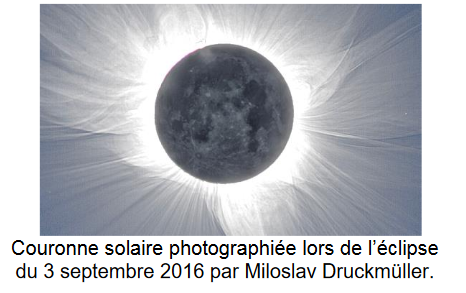 Couronne solaire photographiée lors de l’éclipse
du 3 septembre 2016 par Miloslav Druckmüller.